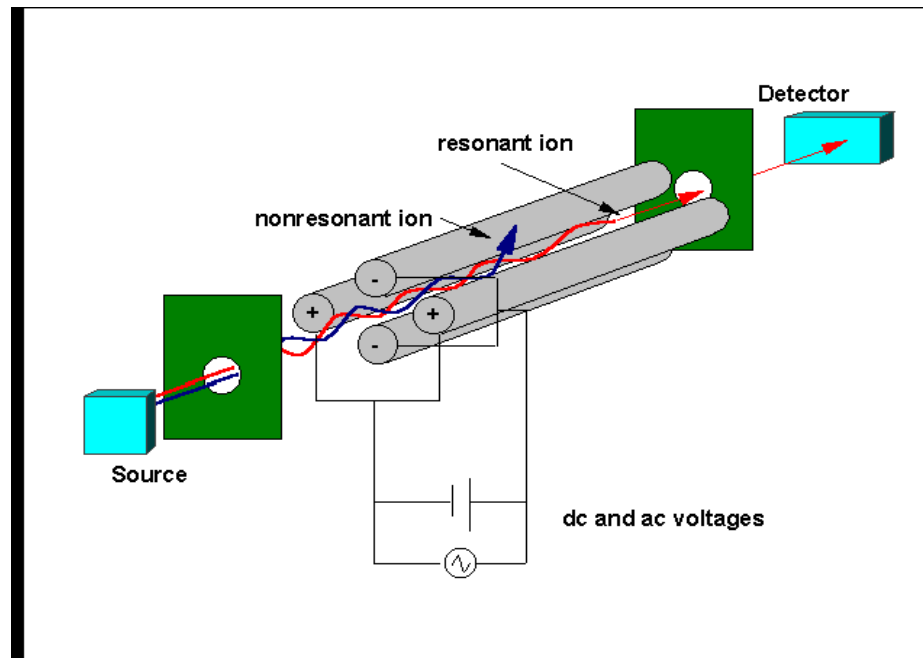 Detector
resonant ion
nonresonant ion
-
+
+
-
Source
dc and ac voltages